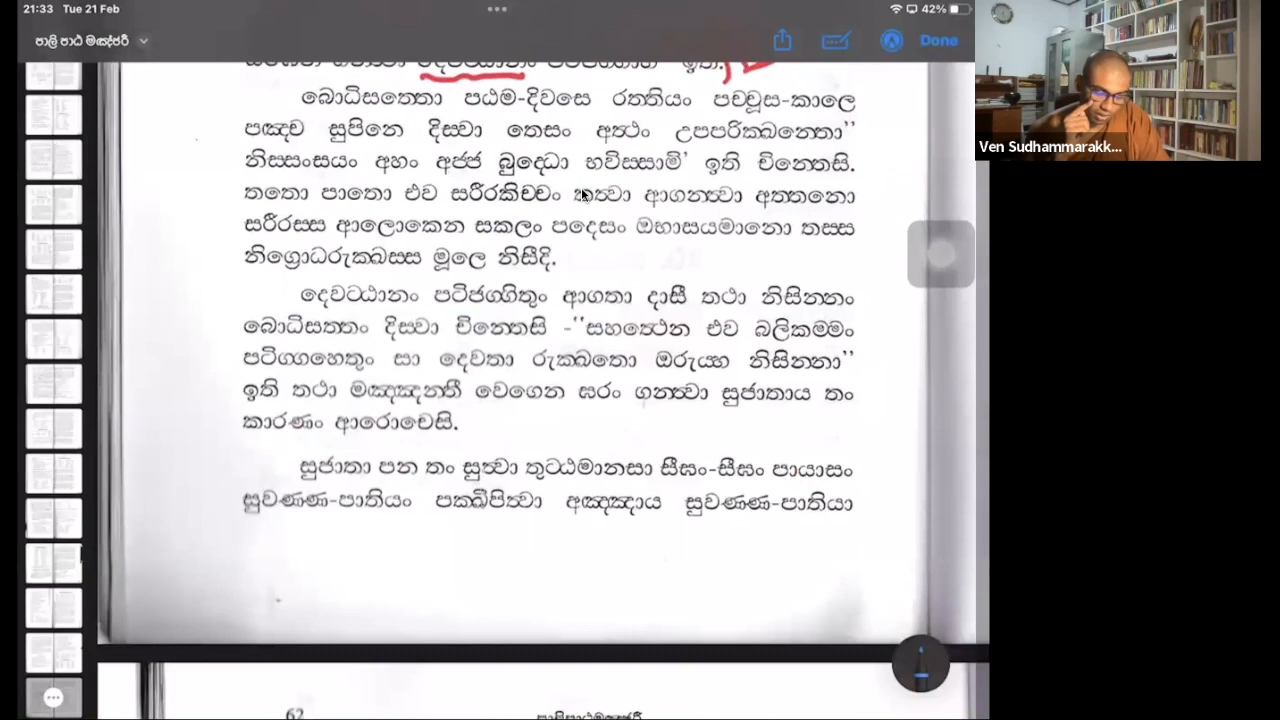 21:33 Tue 21 Feb
42%
පාලි පාඨ මඤ්ජරී
Done
Ven Sudhammarakk...
බොධිසත්තො පඨම-දිවසෙ රත්තියං පච්චූස-කාලෙ
පඤ්ච සුපිනෙ දිස්වා තෙසං අත්ථං උපපරික්ඛන්තො”
නිස්සංසයං අහං අජ්ජ බුද්ධො භවිස්සාමි’ ඉති චින්තෙසි.
තතො පාතො එව සරීරකිච්චං කත්වා ආගන්ත්වා අත්තනො
සරීරස්ස ආලොකෙන සකලං පදෙසං ඔභාසයමානො තස්ස
නිග්‍රොධරුක්ඛස්ස මූලෙ නිසීදි.
දෙවට්ඨානං පටිජග්ගිතුං ආගතා දාසී තථා නිසින්නං
බොධිසත්තං දිස්වා චින්තෙසි -“සහත්ථෙන එව බලිකම්මං
පටිග්ගහෙතුං සා දෙවතා රුක්ඛතො ඔරුය්හ නිසින්නා”
ඉති තථා මඤ්ඤන්තී වෙගෙන ඝරං ගන්ත්වා සුජාතාය තං
කාරණං ආරොචෙසි.
සුජාතා පන තං සුත්වා තුට්ඨමානසා සීඝං-සීඝං පායාසං
සුවණ්ණ-පාතියං පක්ඛිපිත්වා අඤ්ඤාය සුවණ්ණ-පාතියා
62